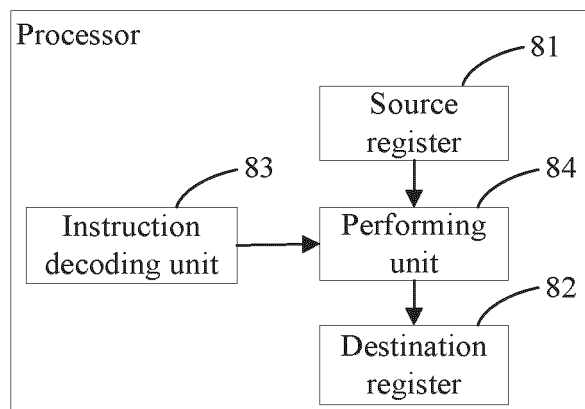 Processor
81
Source
register
83
84
Instruction
decoding unit
Performing
unit
82
Destination
register